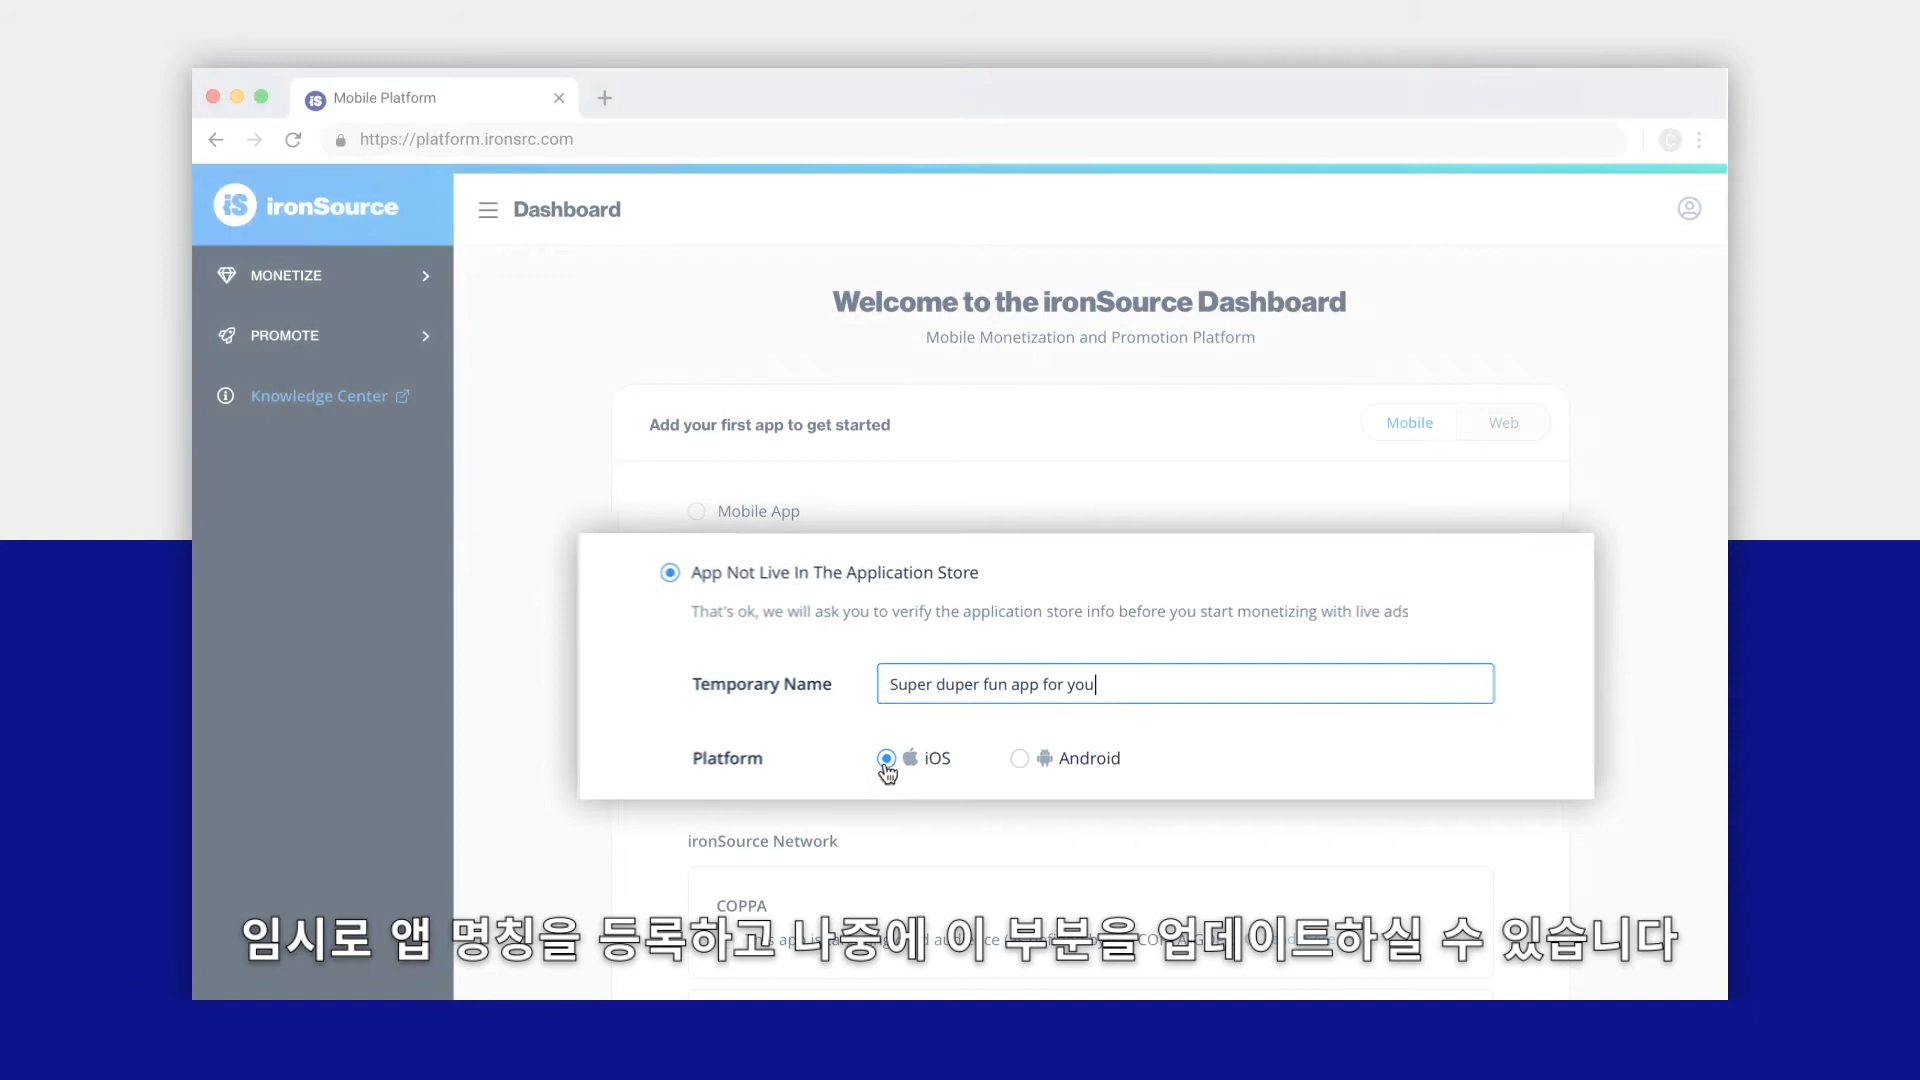 Mobile Platform
https://platform.ironsrc.com
C
iS ironSource
Dashboard
MONETIZE
PROMOTE
Knowledge Center
Welcome to the ironSource Dashboard
Mobile Monetization and Promotion Platform
Add your first app to get started
Mobile
Web
Mobile App
App Not Live In The Application Store
That's ok, we will ask you to verify the application store info before you start monetizing with live ads
Temporary Name
Super duper fun app for you
Platform
iOS
Android
ironSource Network
COPPA
임시로 앱 명칭을 등록하고 나중에 이 부분을 업데이트하실 수 있습니다